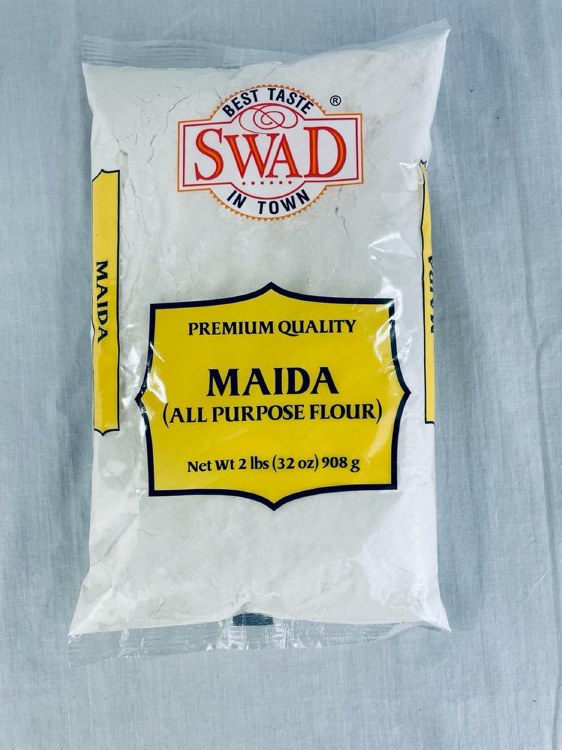 BEST TASTE
®
SWAD
IN TOWN
MAIDA
MAIDA
PREMIUM QUALITY
MAIDA
(ALL PURPOSE FLOUR)
Net Wt 2 lbs (32 oz) 908 g